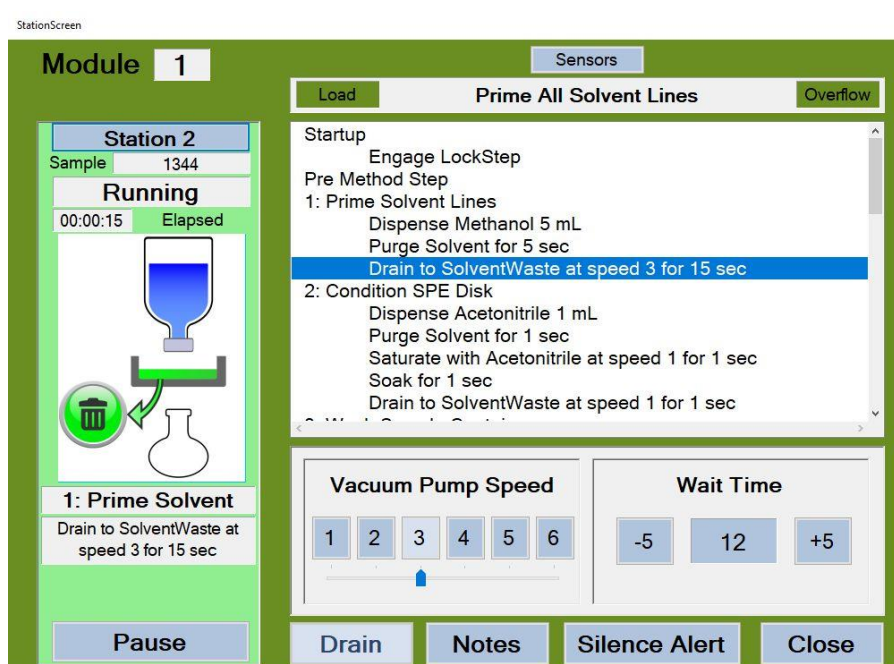 StationScreen
Module 1
Sensors
Load Prime All Solvent Lines Overflow
Station 2
Sample 1344
Running
00:00:15 Elapsed
1: Prime Solvent
Drain to SolventWaste at
speed 3 for 15 sec
Pause
Startup
Engage LockStep
Pre Method Step
1: Prime Solvent Lines
Dispense Methanol 5 mL
Purge Solvent for 5 sec
Drain to SolventWaste at speed 3 for 15 sec
2: Condition SPE Disk
Dispense Acetonitrile 1 mL
Purge Solvent for 1 sec
Saturate with Acetonitrile at speed 1 for 1 sec
Soak for 1 sec
Drain to SolventWaste at speed 1 for 1 sec
Vacuum Pump Speed
1 2 3 4 5 6
Wait Time
-5 12 +5
Drain Notes Silence Alert Close